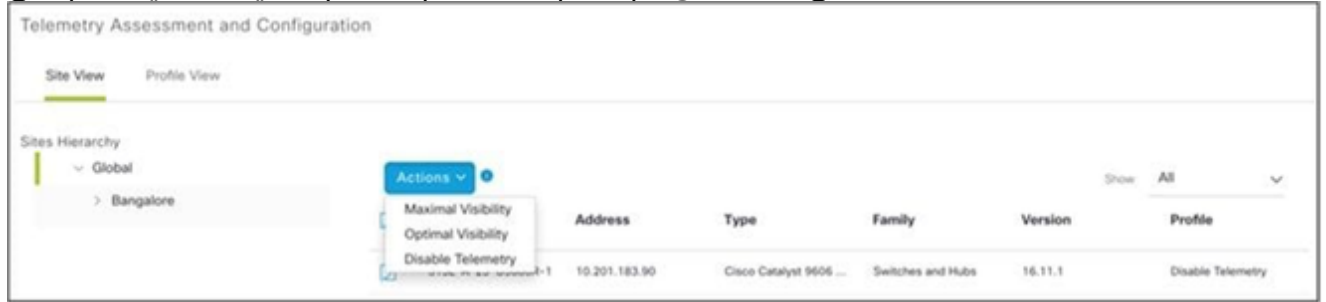 Telemetry Assessment and Configuration
Site View Profile View
Sites Hierarchy
Global
Bangalore
Actions
Show All
Maximal Visibility
Optimal Visibility
Disable Telemetry
Address Type Family Version Profile
10.201.183.90 Cisco Catalyst 9606 ... Switches and Hubs 16.11.1 Disable Telemetry